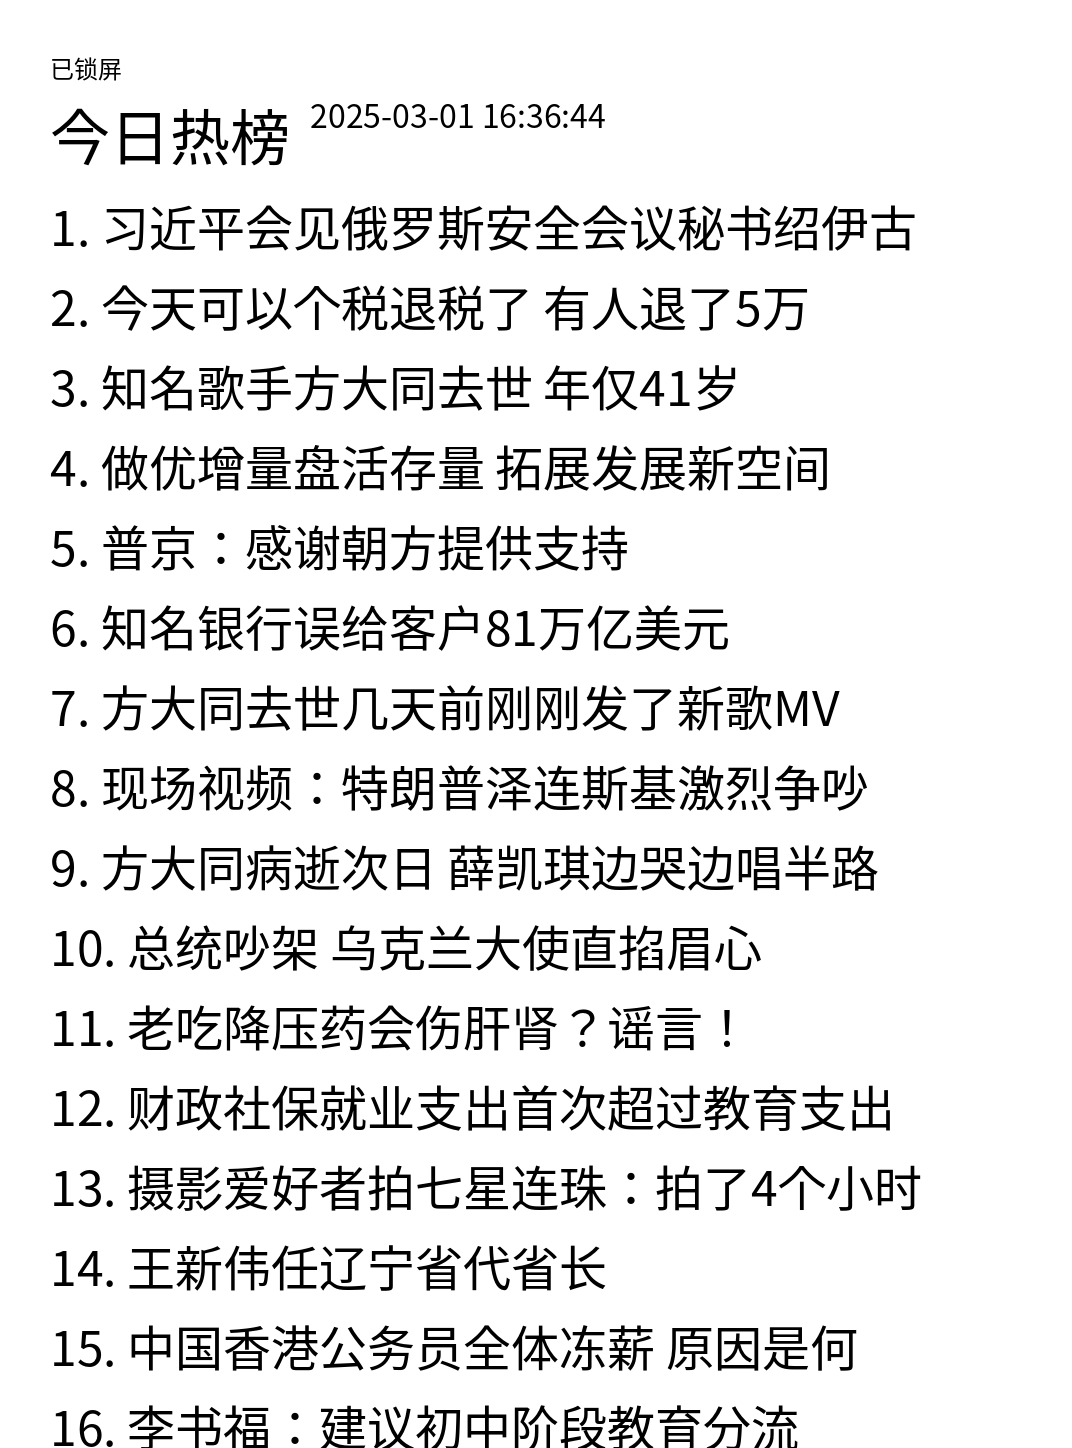 已锁屏
今日热榜 2025-03-01 16:36:44
1. 习近平会见俄罗斯安全会议秘书绍伊古
2. 今天可以个税退税了 有人退了5万
3. 知名歌手方大同去世 年仅41岁
4. 做优增量盘活存量 拓展发展新空间
5. 普京：感谢朝方提供支持
6. 知名银行误给客户81万亿美元
7. 方大同去世几天前刚刚发了新歌MV
8. 现场视频：特朗普泽连斯基激烈争吵
9. 方大同病逝次日 薛凯琪边哭边唱半路
10. 总统吵架 乌克兰大使直掐眉心
11. 老吃降压药会伤肝肾？谣言！
12. 财政社保就业支出首次超过教育支出
13. 摄影爱好者拍七星连珠：拍了4个小时
14. 王新伟任辽宁省代省长
15. 中国香港公务员全体冻薪 原因是何
16. 李书福：建议初中阶段教育分流